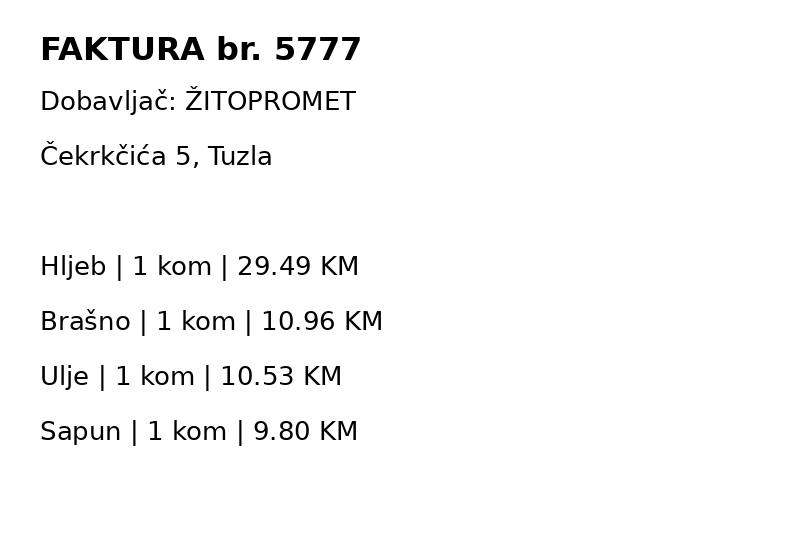 FAKTURA br. 5777
Dobavljač: ŽITOPROMET
Čekrkčića 5, Tuzla
Hljeb | 1 kom | 29.49 KM
Brašno | 1 kom | 10.96 KM
Ulje | 1 kom | 10.53 KM
Sapun | 1 kom | 9.80 KM